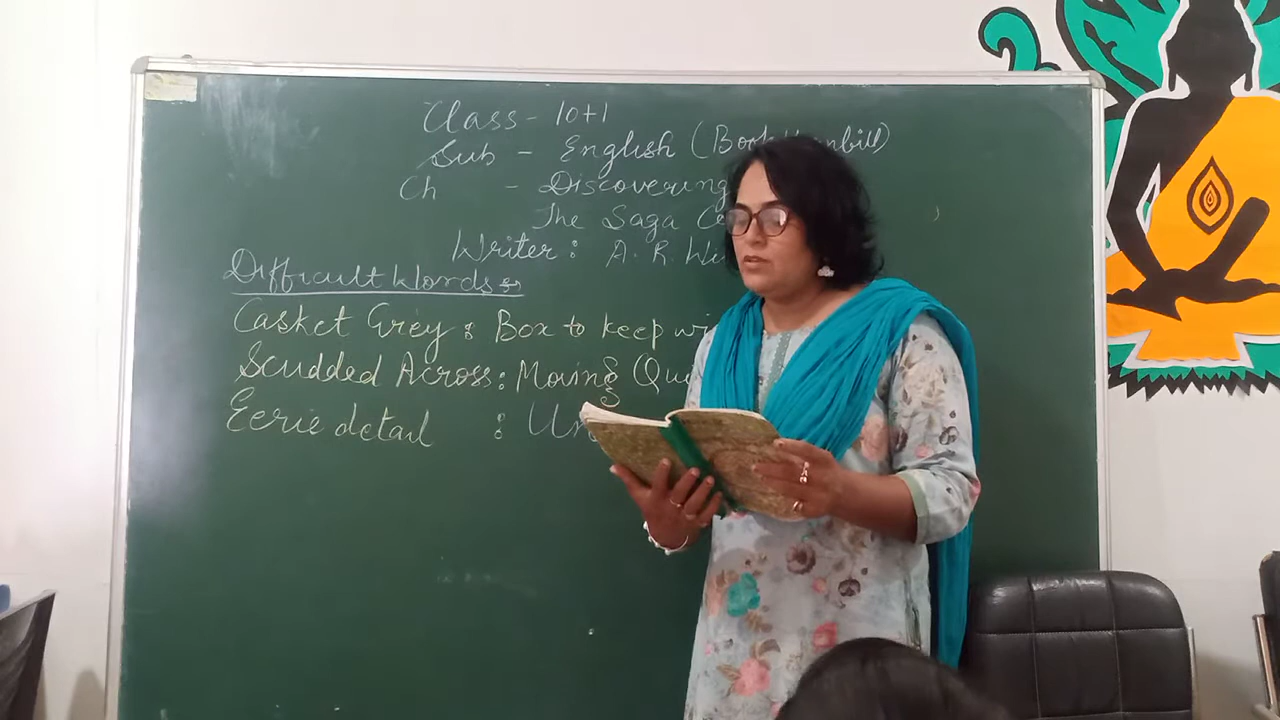 Class - 10+1
Sub - English (Book
Ch - Discovering
The Saga
Writer : A. R.
Difficult Words :-
Casket Grey : Box to keep
Scudded Across : Moving
Eerie detail :